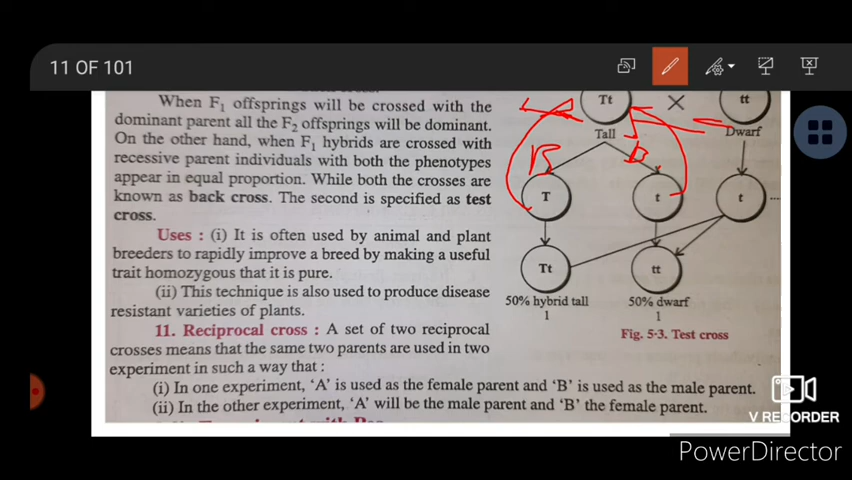 11 OF 101
When F1 offsprings will be crossed with the
dominant parent all the F2 offsprings will be dominant.
On the other hand, when F1 hybrids are crossed with
recessive parent individuals with both the phenotypes
appear in equal proportion. While both the crosses are
known as back cross. The second is specified as test
cross.
Uses : (i) It is often used by animal and plant
breeders to rapidly improve a breed by making a useful
trait homozygous that it is pure.
(ii) This technique is also used to produce disease
resistant varieties of plants.
11. Reciprocal cross : A set of two reciprocal
crosses means that the same two parents are used in two
experiment in such a way that :
(i) In one experiment, ‘A’ is used as the female parent and ‘B’ is used as the male parent.
(ii) In the other experiment, ‘A’ will be the male parent and ‘B’ the female parent.
Tt × tt
Tall Dwarf
T t t
Tt tt
50% hybrid tall 50% dwarf
1 1
Fig. 5·3. Test cross
V RECORDER
PowerDirector